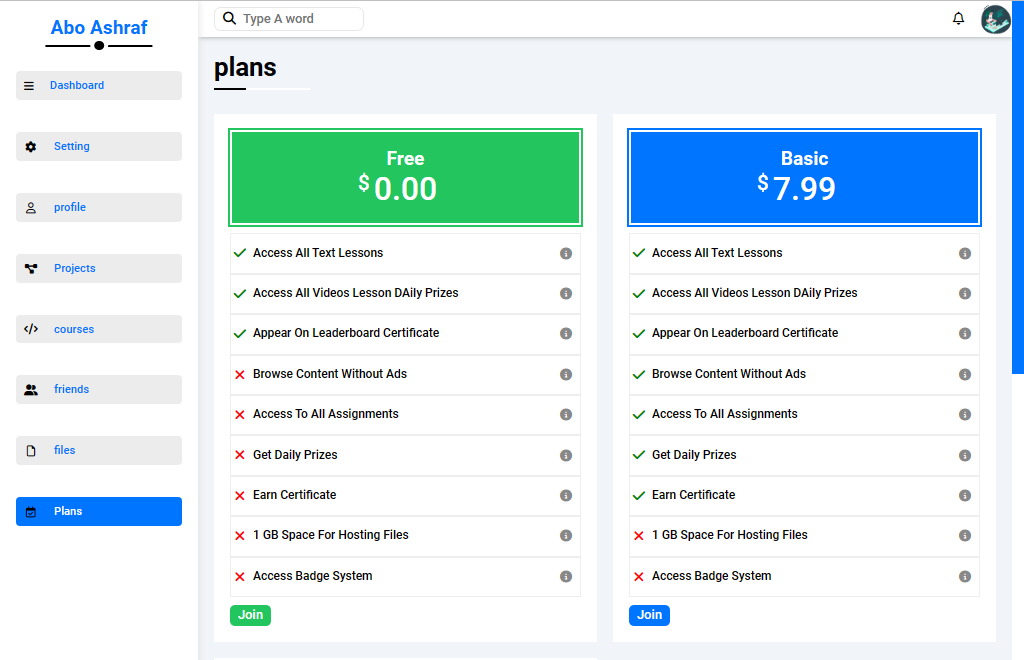 Abo Ashraf
Dashboard
Setting
profile
Projects
courses
friends
files
Plans
Type A word
plans
Free
$ 0.00
Access All Text Lessons
Access All Videos Lesson DAily Prizes
Appear On Leaderboard Certificate
Browse Content Without Ads
Access To All Assignments
Get Daily Prizes
Earn Certificate
1 GB Space For Hosting Files
Access Badge System
Join
Basic
$ 7.99
Access All Text Lessons
Access All Videos Lesson DAily Prizes
Appear On Leaderboard Certificate
Browse Content Without Ads
Access To All Assignments
Get Daily Prizes
Earn Certificate
1 GB Space For Hosting Files
Access Badge System
Join